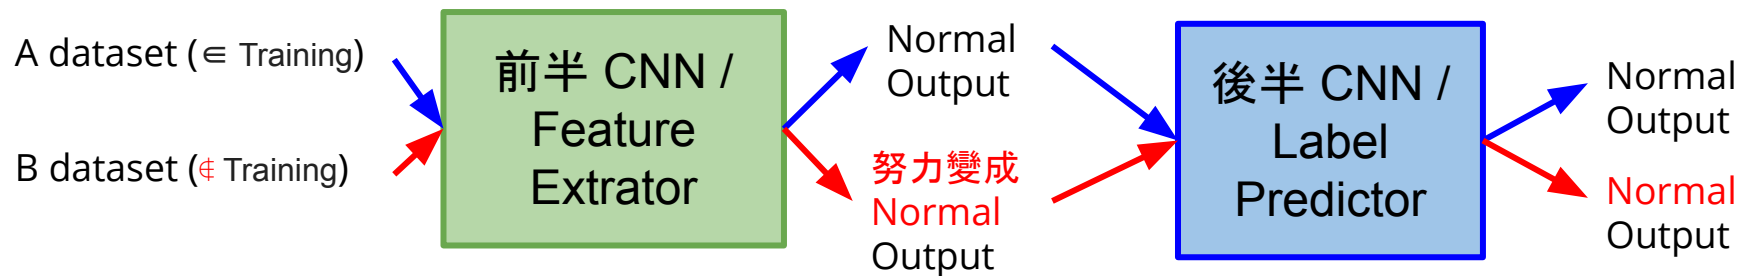 A dataset (∈ Training)
B dataset (∉ Training)
前半 CNN /
Feature
Extrator
Normal
Output
努力變成
Normal
Output
後半 CNN /
Label
Predictor
Normal
Output
Normal
Output